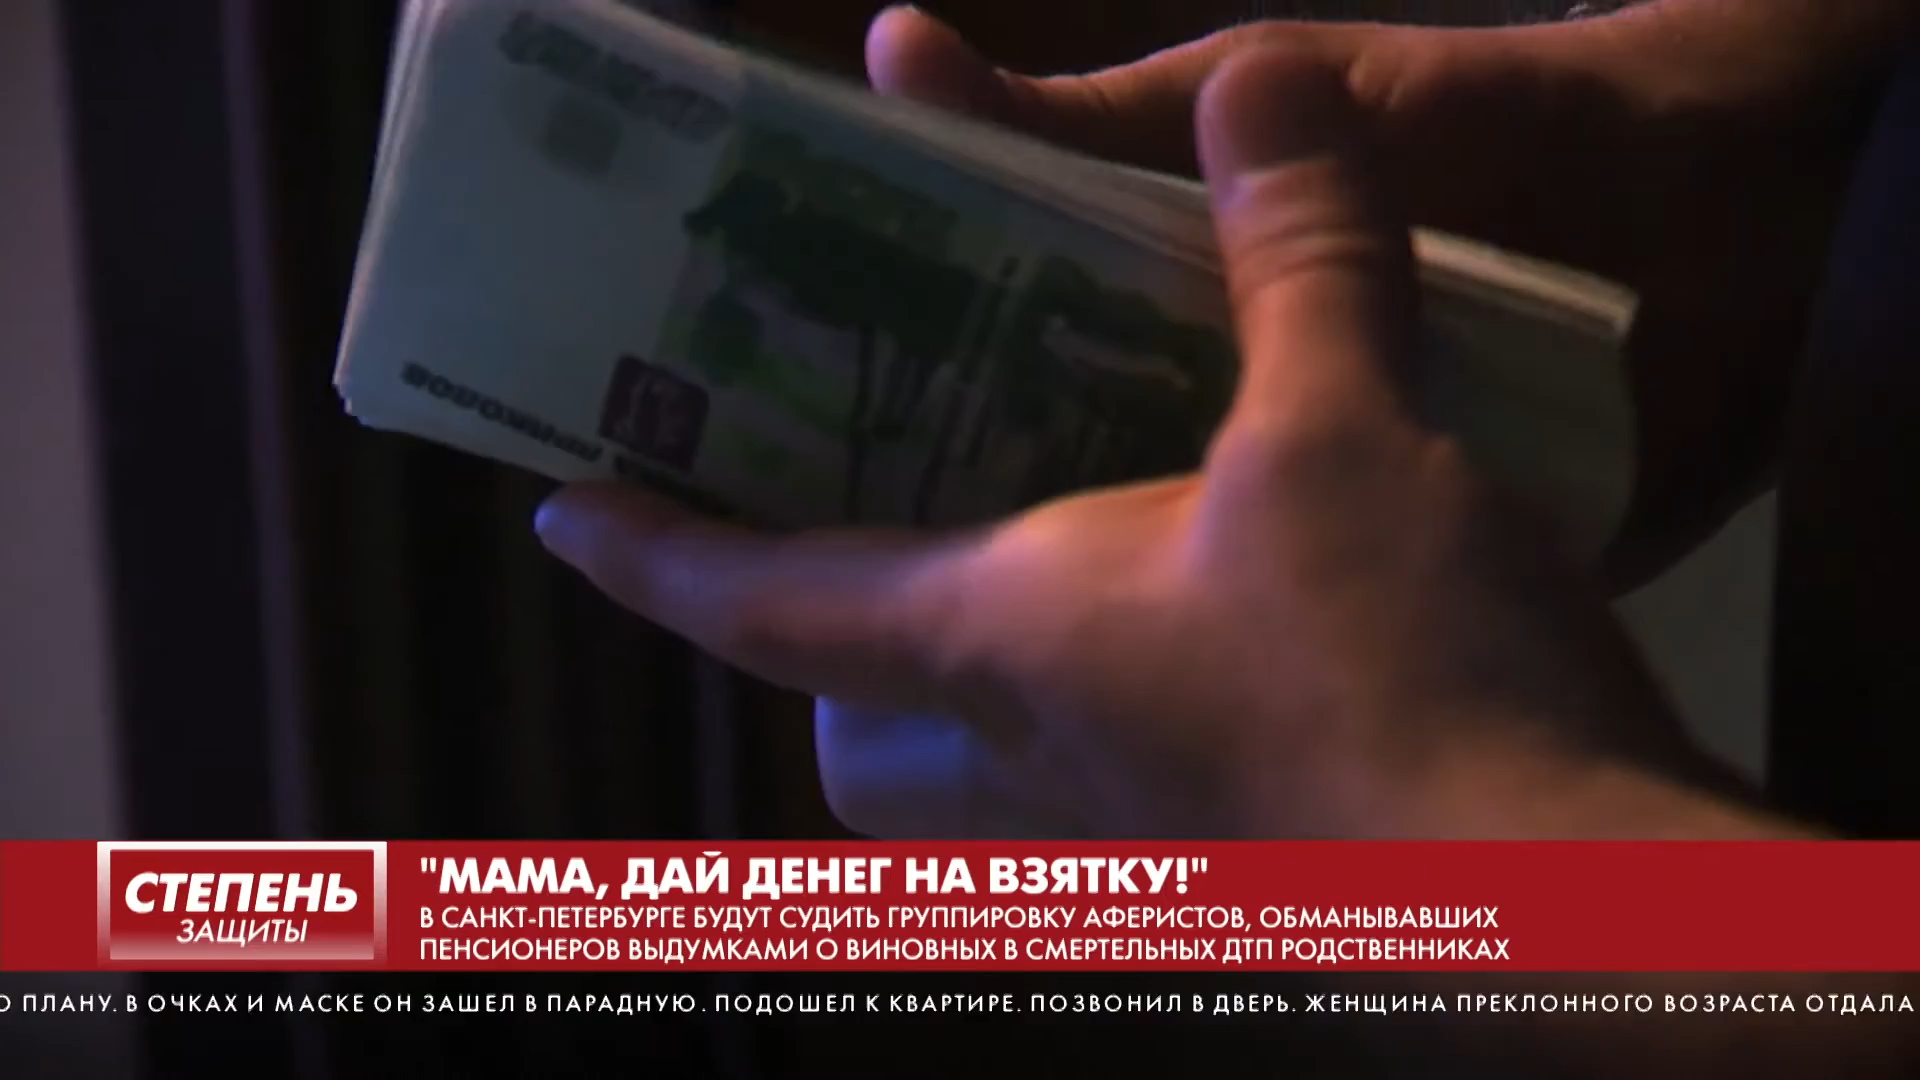 СТЕПЕНЬ
ЗАЩИТЫ
"МАМА, ДАЙ ДЕНЕГ НА ВЗЯТКУ!"
В САНКТ-ПЕТЕРБУРГЕ БУДУТ СУДИТЬ ГРУППИРОВКУ АФЕРИСТОВ, ОБМАНЫВАВШИХ
ПЕНСИОНЕРОВ ВЫДУМКАМИ О ВИНОВНЫХ В СМЕРТЕЛЬНЫХ ДТП РОДСТВЕННИКАХ
О ПЛАНУ. В ОЧКАХ И МАСКЕ ОН ЗАШЕЛ В ПАРАДНУЮ. ПОДОШЕЛ К КВАРТИРЕ. ПОЗВОНИЛ В ДВЕРЬ. ЖЕНЩИНА ПРЕКЛОННОГО ВОЗРАСТА ОТДАЛА